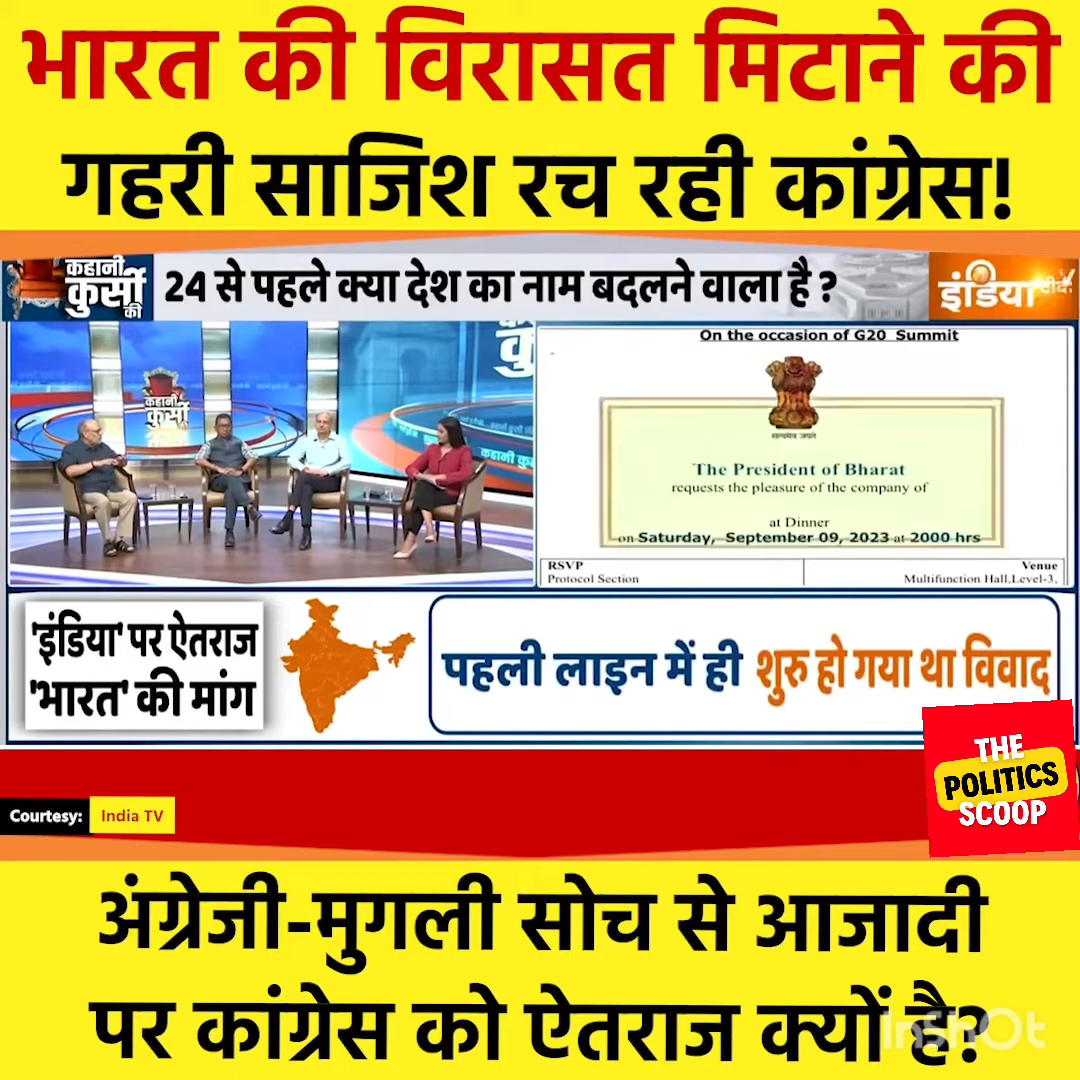 भारत की विरासत मिटाने की
गहरी साजिश रच रही कांग्रेस!
कहानी
कुर्सी
की
24 से पहले क्या देश का नाम बदलने वाला है ?
इंडिया टीवी
कहानी
कुर्सी
On the occasion of G20 Summit
सत्यमेव जयते
The President of Bharat
requests the pleasure of the company of
at Dinner
on Saturday, September 09, 2023 at 2000 hrs
RSVP
Protocol Section
Venue
Multifunction Hall,Level-3,
'इंडिया' पर ऐतराज
'भारत' की मांग
पहली लाइन में ही शुरु हो गया था विवाद
THE
POLITICS
SCOOP
Courtesy: India TV
अंग्रेजी-मुगली सोच से आजादी
पर कांग्रेस को ऐतराज क्यों है?
InShOt